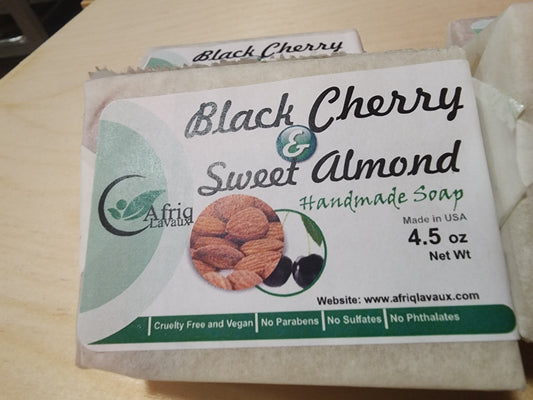 Black Cherry
Black Cherry
&
Sweet Almond
Handmade Soap
Afriq
LavauX
Made in USA
4.5 oz
Net Wt
Website: www.afriqlavaux.com
Cruelty Free and Vegan | No Parabens | No Sulfates | No Phthalates